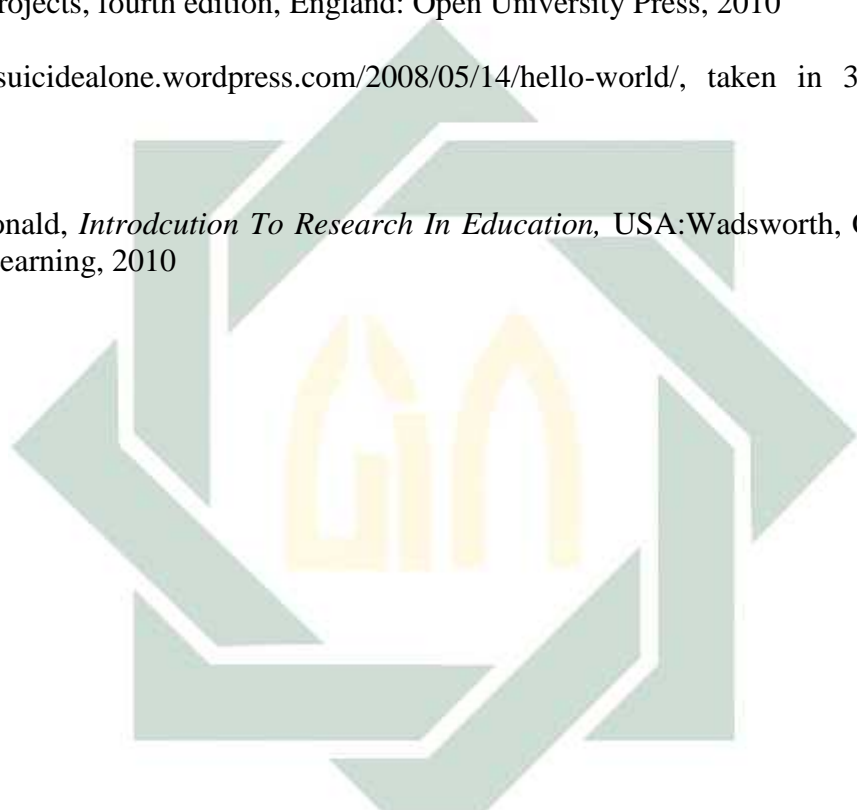 rojects, fourth edition, England: Open University Press, 2010
suicidealone.wordpress.com/2008/05/14/hello-world/, taken in 3
onald, Introdcution To Research In Education, USA:Wadsworth,
earning, 2010